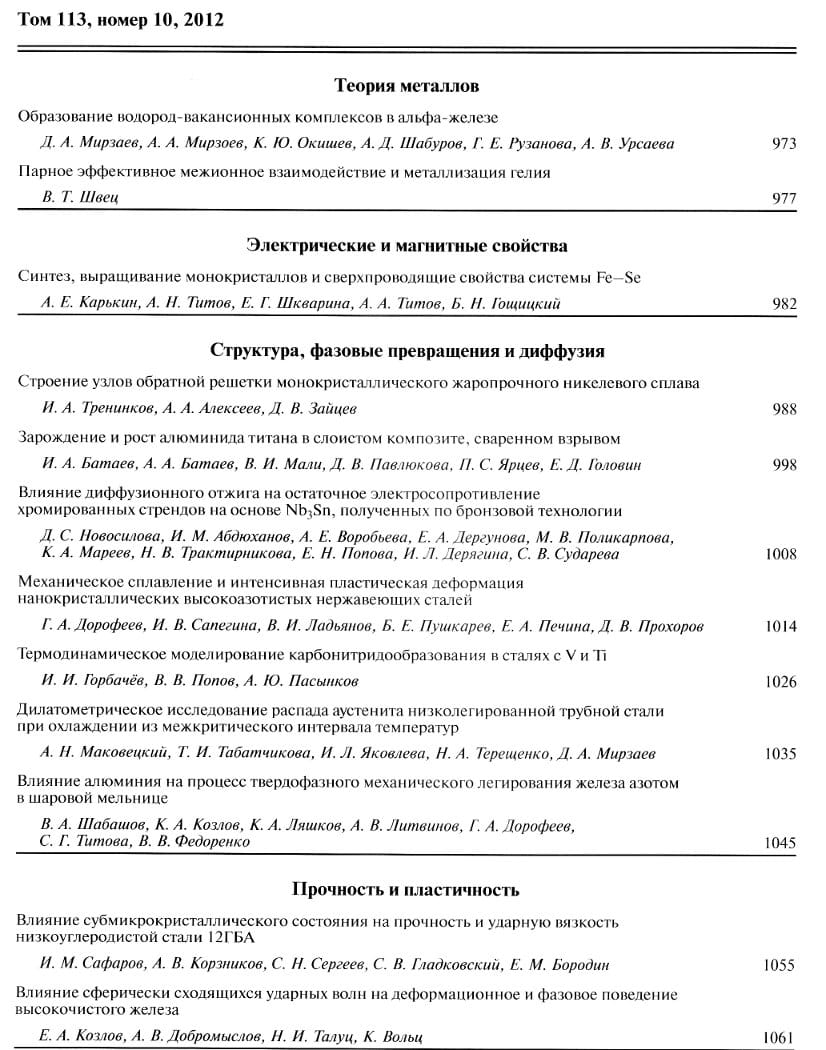 Том 113, номер 10, 2012
Теория металлов
Образование водород-вакансионных комплексов в альфа-железе
Д. А. Мирзаев, А. А. Мирзоев, К. Ю. Окишев, А. Д. Шабуров, Г. Е. Рузанова, А. В. Урсаева 973
Парное эффективное межионное взаимодействие и металлизация гелия
В. Т. Швец 977
Электрические и магнитные свойства
Синтез, выращивание монокристаллов и сверхпроводящие свойства системы Fe–Se
А. Е. Карькин, А. Н. Титов, Е. Г. Шкварина, А. А. Титов, Б. Н. Гощицкий 982
Структура, фазовые превращения и диффузия
Строение узлов обратной решетки монокристаллического жаропрочного никелевого сплава
И. А. Тренинков, А. А. Алексеев, Д. В. Зайцев 988
Зарождение и рост алюминида титана в слоистом композите, сваренном взрывом
И. А. Батаев, А. А. Батаев, В. И. Мали, Д. В. Павлюкова, П. С. Ярцев, Е. Д. Головин 998
Влияние диффузионного отжига на остаточное электросопротивление
хромированных стрендов на основе Nb₃Sn, полученных по бронзовой технологии
Д. С. Новосилова, И. М. Абдюханов, А. Е. Воробьева, Е. А. Дергунова, М. В. Поликарпова,
К. А. Мареев, Н. В. Трактирникова, Е. Н. Попова, И. Л. Дерягина, С. В. Сударева 1008
Механическое сплавление и интенсивная пластическая деформация
нанокристаллических высокоазотистых нержавеющих сталей
Г. А. Дорофеев, И. В. Сапегина, В. И. Ладьянов, Б. Е. Пушкарев, Е. А. Печина, Д. В. Прохоров 1014
Термодинамическое моделирование карбонитридообразования в сталях с V и Ti
И. И. Горбачёв, В. В. Попов, А. Ю. Пасынков 1026
Дилатометрическое исследование распада аустенита низколегированной трубной стали
при охлаждении из межкритического интервала температур
А. Н. Маковецкий, Т. И. Табатчикова, И. Л. Яковлева, Н. А. Терещенко, Д. А. Мирзаев 1035
Влияние алюминия на процесс твердофазного механического легирования железа азотом
в шаровой мельнице
В. А. Шабашов, К. А. Козлов, К. А. Ляшков, А. В. Литвинов, Г. А. Дорофеев,
С. Г. Титова, В. В. Федоренко 1045
Прочность и пластичность
Влияние субмикрокристаллического состояния на прочность и ударную вязкость
низкоуглеродистой стали 12ГБА
И. М. Сафаров, А. В. Корзников, С. Н. Сергеев, С. В. Гладковский, Е. М. Бородин 1055
Влияние сферически сходящихся ударных волн на деформационное и фазовое поведение
высокочистого железа
Е. А. Козлов, А. В. Добромыслов, Н. И. Талуц, К. Вольц 1061